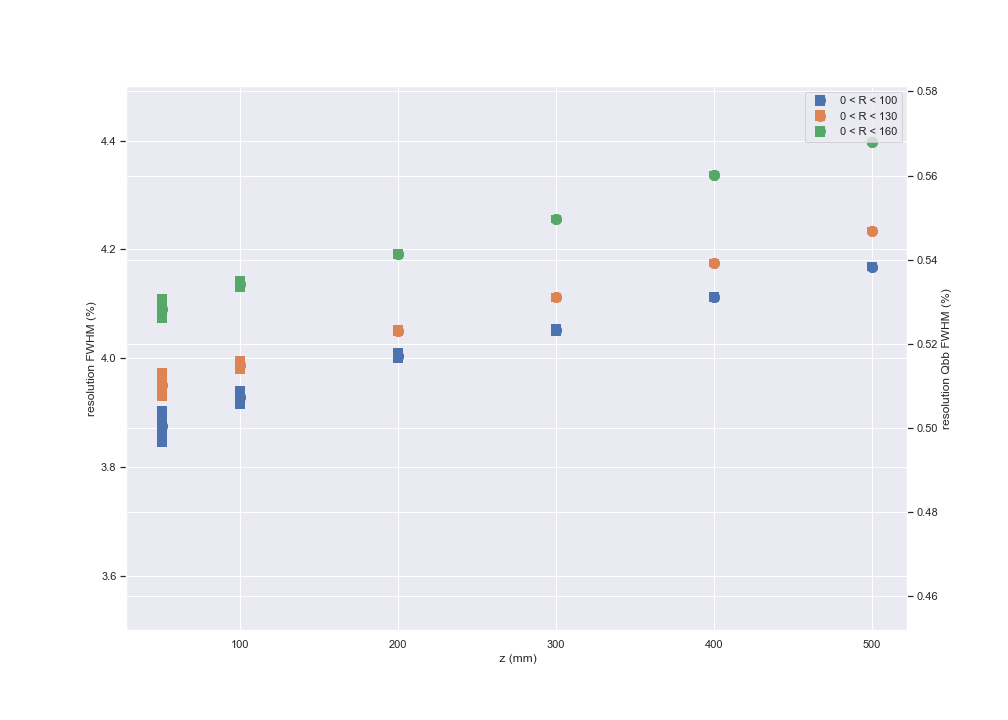 0 < R < 100
0 < R < 130
0 < R < 160
resolution FWHM (%)
4.4
4.2
4.0
3.8
3.6
0.58
0.56
0.54
0.52
0.50
0.48
0.46
resolution Qbb FWHM (%)
100
200
300
400
500
z (mm)